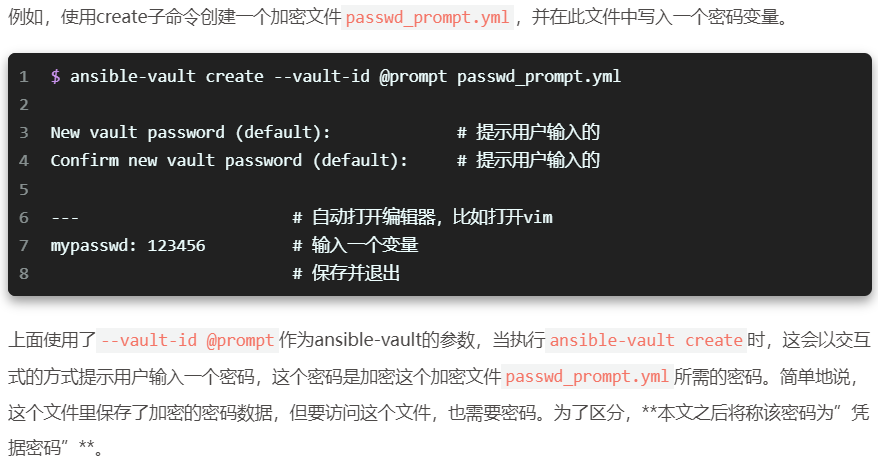 例如，使用create子命令创建一个加密文件passwd_prompt.yml，并在此文件中写入一个密码变量。
1 $ ansible-vault create --vault-id @prompt passwd_prompt.yml
2
3 New vault password (default):             # 提示用户输入的
4 Confirm new vault password (default):     # 提示用户输入的
5
6 ---                      # 自动打开编辑器，比如打开vim
7 mypasswd: 123456         # 输入一个变量
8                          # 保存并退出
上面使用了--vault-id @prompt作为ansible-vault的参数，当执行ansible-vault create时，这会以交互
式的方式提示用户输入一个密码，这个密码是加密这个加密文件passwd_prompt.yml所需的密码。简单地说，
这个文件里保存了加密的密码数据，但要访问这个文件，也需要密码。为了区分，**本文之后将称该密码为”凭
据密码”**。